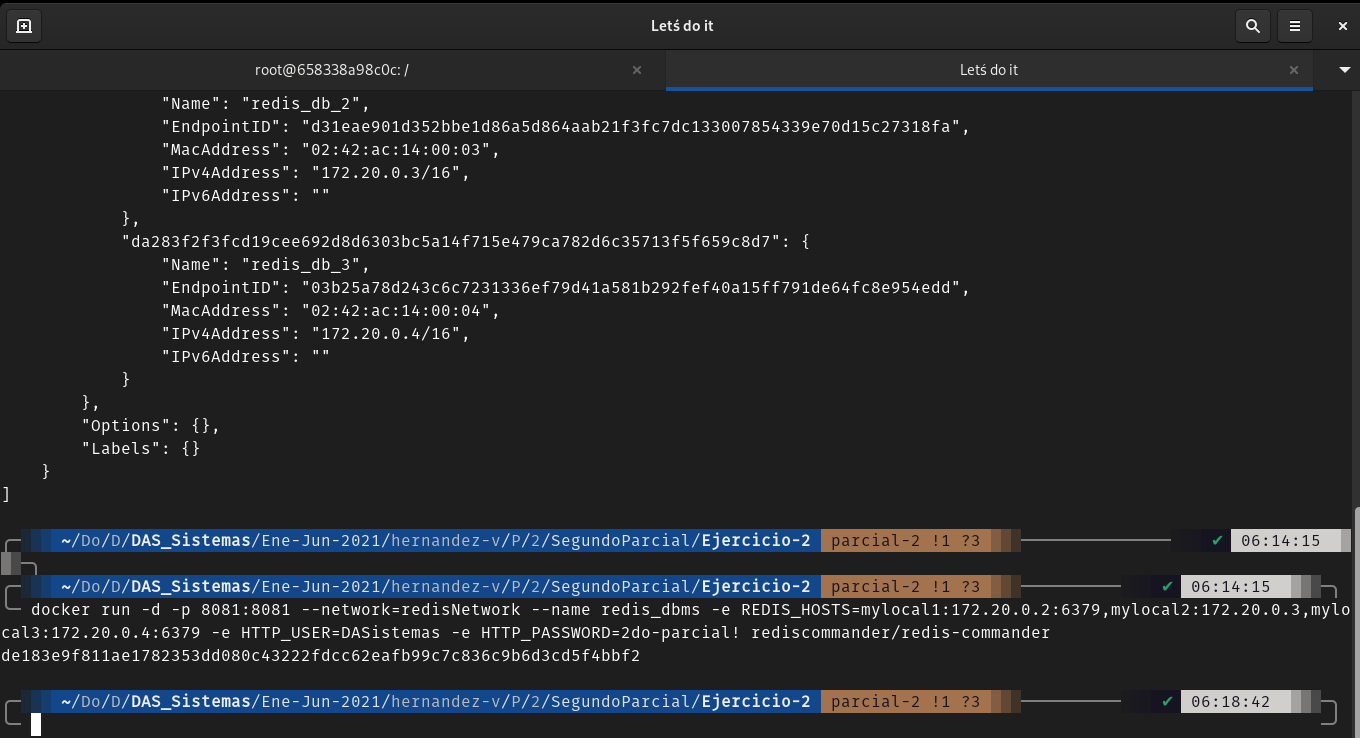 Letś do it
root@658338a98c0c: /
Letś do it
"Name": "redis_db_2",
"EndpointID": "d31eae901d352bbe1d86a5d864aab21f3fc7dc133007854339e70d15c27318fa",
"MacAddress": "02:42:ac:14:00:03",
"IPv4Address": "172.20.0.3/16",
"IPv6Address": ""
},
"da283f2f3fcd19cee692d8d6303bc5a14f715e479ca782d6c35713f5f659c8d7": {
"Name": "redis_db_3",
"EndpointID": "03b25a78d243c6c7231336ef79d41a581b292fef40a15ff791de64fc8e954edd",
"MacAddress": "02:42:ac:14:00:04",
"IPv4Address": "172.20.0.4/16",
"IPv6Address": ""
}
},
"Options": {},
"Labels": {}
}
]
~/Do/D/DAS_Sistemas/Ene-Jun-2021/hernandez-v/P/2/SegundoParcial/Ejercicio-2 parcial-2 !1 ?3 ✔ 06:14:15
~/Do/D/DAS_Sistemas/Ene-Jun-2021/hernandez-v/P/2/SegundoParcial/Ejercicio-2 parcial-2 !1 ?3 ✔ 06:14:15
docker run -d -p 8081:8081 --network=redisNetwork --name redis_dbms -e REDIS_HOSTS=mylocal1:172.20.0.2:6379,mylocal2:172.20.0.3,mylo
cal3:172.20.0.4:6379 -e HTTP_USER=DASistemas -e HTTP_PASSWORD=2do-parcial! rediscommander/redis-commander
de183e9f811ae1782353dd080c43222fdcc62eafb99c7c836c9b6d3cd5f4bbf2
~/Do/D/DAS_Sistemas/Ene-Jun-2021/hernandez-v/P/2/SegundoParcial/Ejercicio-2 parcial-2 !1 ?3 ✔ 06:18:42